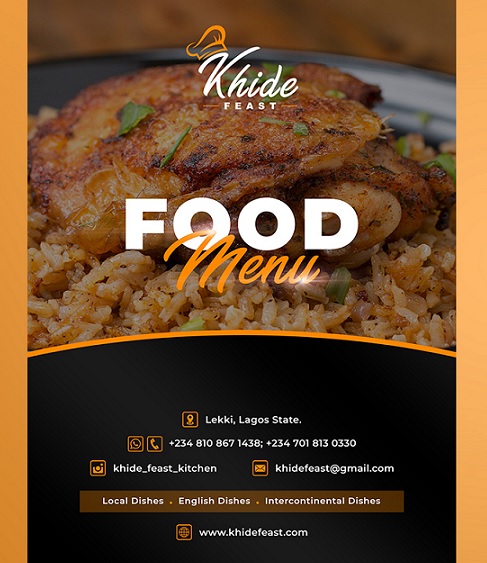 Khide
FEAST
FOOD
Menu
Lekki, Lagos State.
+234 810 867 1438; +234 701 813 0330
khide_feast_kitchen khidefeast@gmail.com
Local Dishes . English Dishes . Intercontinental Dishes
www.khidefeast.com